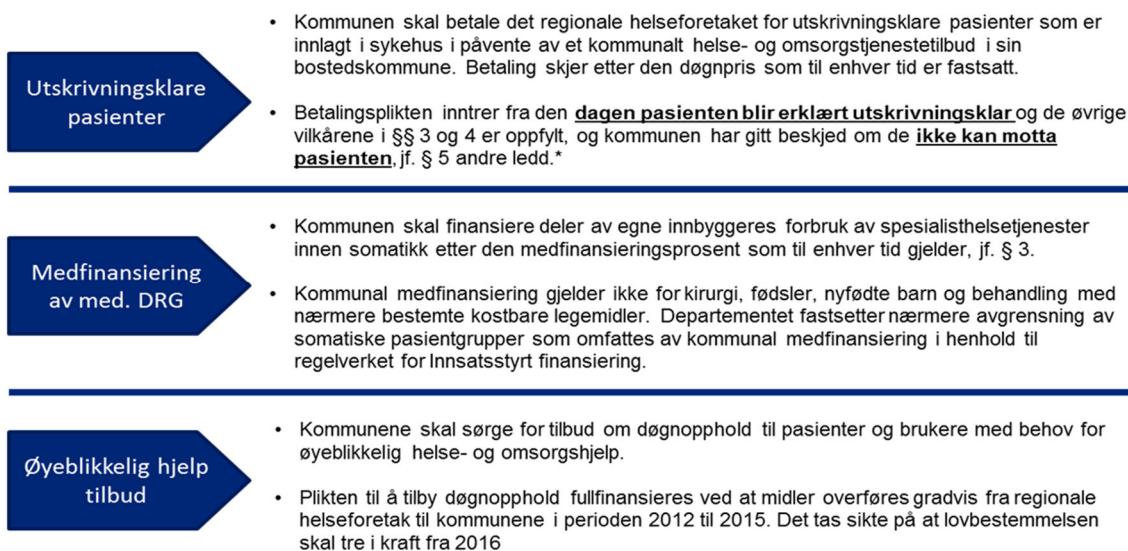 Utskrivningsklare
pasienter
• Kommunen skal betale det regionale helseforetaket for utskrivningsklare pasienter som er
innlagt i sykehus i påvente av et kommunalt helse- og omsorgstjenestetilbud i sin
bostedskommune. Betaling skjer etter den døgnpris som til enhver tid er fastsatt.
• Betalingsplikten inntrer fra den dagen pasienten blir erklært utskrivningsklar og de øvrige
vilkårene i §§ 3 og 4 er oppfylt, og kommunen har gitt beskjed om de ikke kan motta
pasienten, jf. § 5 andre ledd.*
Medfinansiering
av med. DRG
• Kommunen skal finansiere deler av egne innbyggeres forbruk av spesialisthelsetjenester
innen somatikk etter den medfinansieringsprosent som til enhver tid gjelder, jf. § 3.
• Kommunal medfinansiering gjelder ikke for kirurgi, fødsler, nyfødte barn og behandling med
nærmere bestemte kostbare legemidler. Departementet fastsetter nærmere avgrensning av
somatiske pasientgrupper som omfattes av kommunal medfinansiering i henhold til
regelverket for Innsatsstyrt finansiering.
Øyeblikkelig hjelp
tilbud
• Kommunene skal sørge for tilbud om døgnopphold til pasienter og brukere med behov for
øyeblikkelig helse- og omsorgshjelp.
• Plikten til å tilby døgnopphold fullfinansieres ved at midler overføres gradvis fra regionale
helseforetak til kommunene i perioden 2012 til 2015. Det tas sikte på at lovbestemmelsen
skal tre i kraft fra 2016